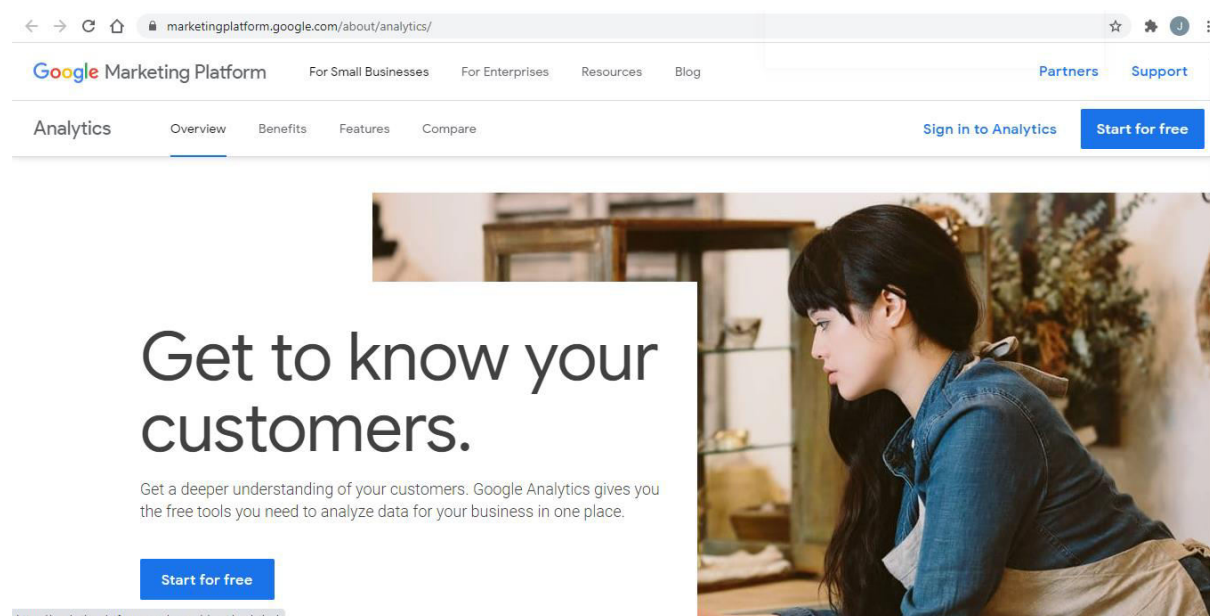 marketingplatform.google.com/about/analytics/
J
Google Marketing Platform For Small Businesses For Enterprises Resources Blog Partners Support
Analytics Overview Benefits Features Compare Sign in to Analytics Start for free
Get to know your
customers.
Get a deeper understanding of your customers. Google Analytics gives you
the free tools you need to analyze data for your business in one place.
Start for free